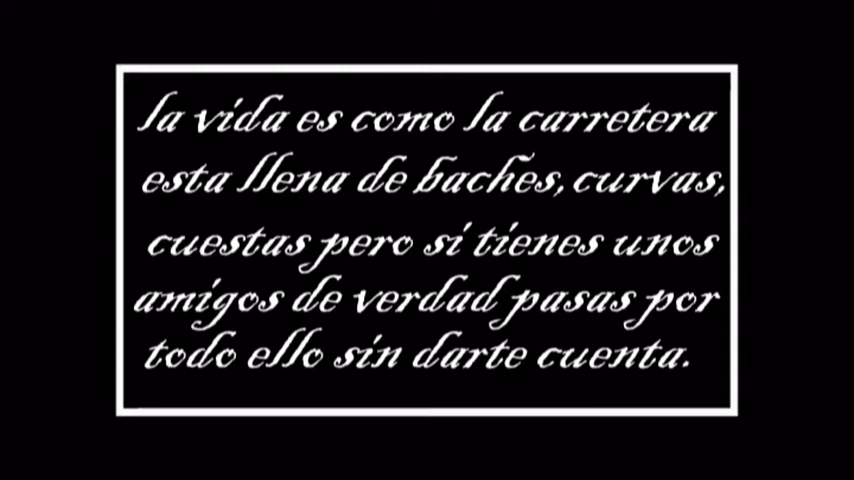 la vida es como la carretera
esta llena de baches, curvas,
cuestas pero si tienes unos
amigos de verdad pasas por
todo ello sin darte cuenta.